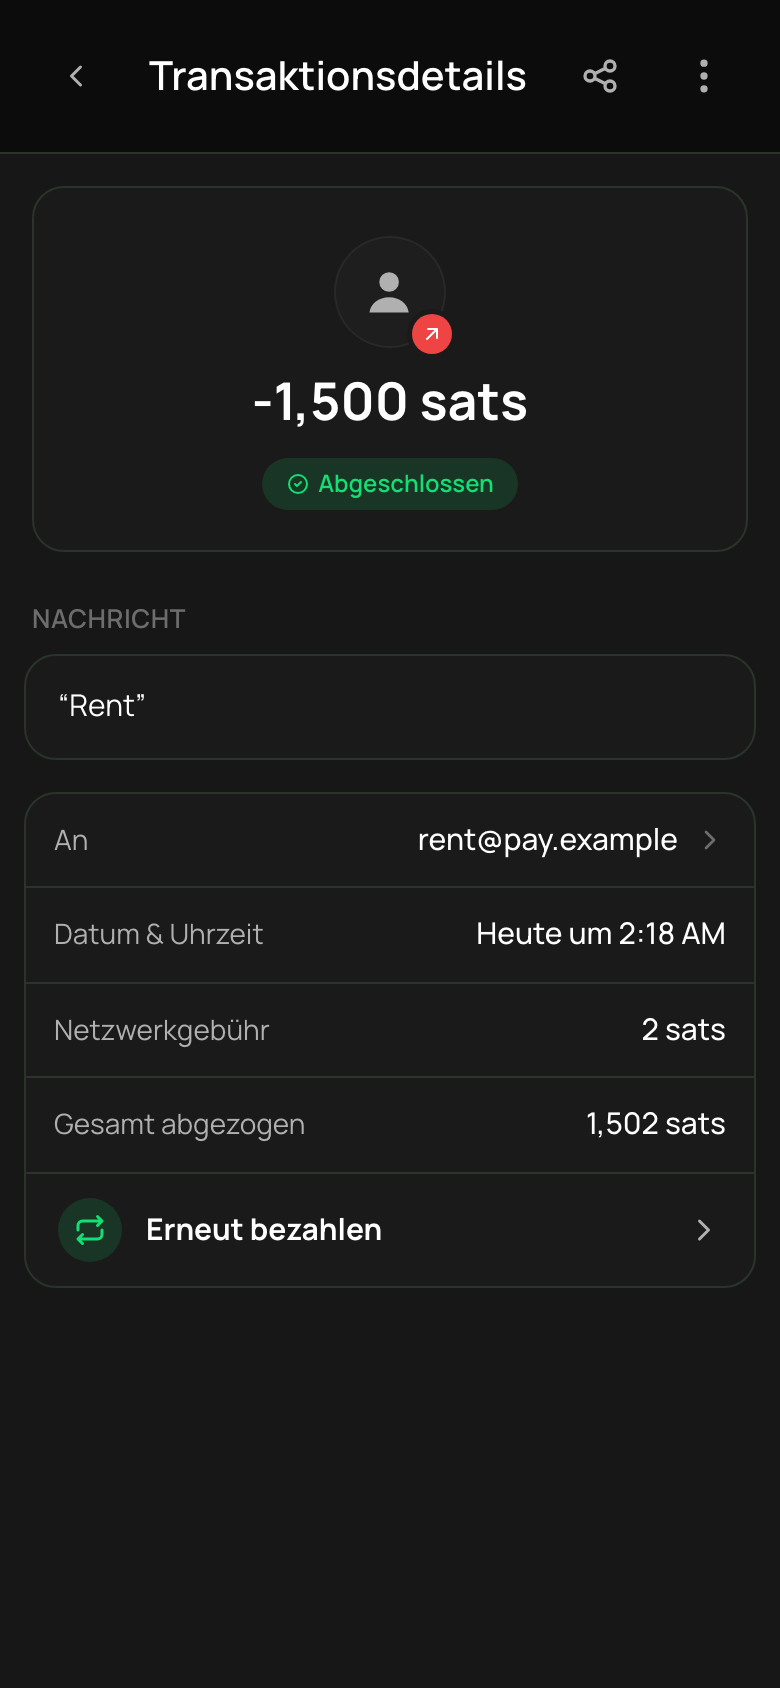 Transaktionsdetails
-1,500 sats
Abgeschlossen
NACHRICHT
“Rent”
An rent@pay.example
Datum & Uhrzeit Heute um 2:18 AM
Netzwerkgebühr 2 sats
Gesamt abgezogen 1,502 sats
Erneut bezahlen